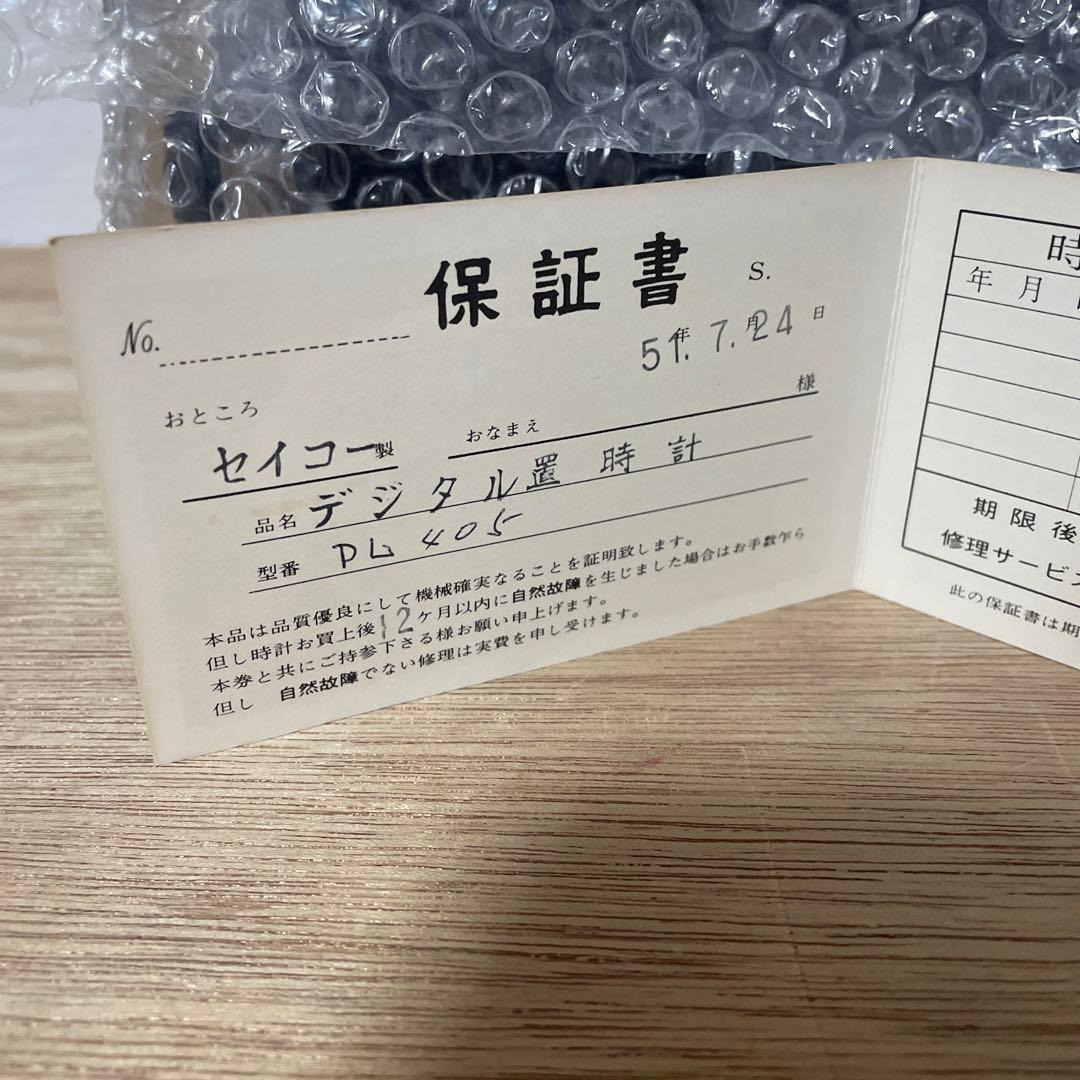 保証書
S.
No.
51年7.月24日
おところ
セイコー製
おなまえ
様
品名 デジタル置時計
型番 DL405
本品は品質優良にして機械確実なることを証明致します。
但し時計お買上後12ケ月以内に自然故障を生じました場合はお手数乍ら
本券と共にご持参下さる様お願い申上げます。
但し 自然故障でない修理は実費を申し受けます。
時
年月
期限後
修理サービス
此の保証書は期